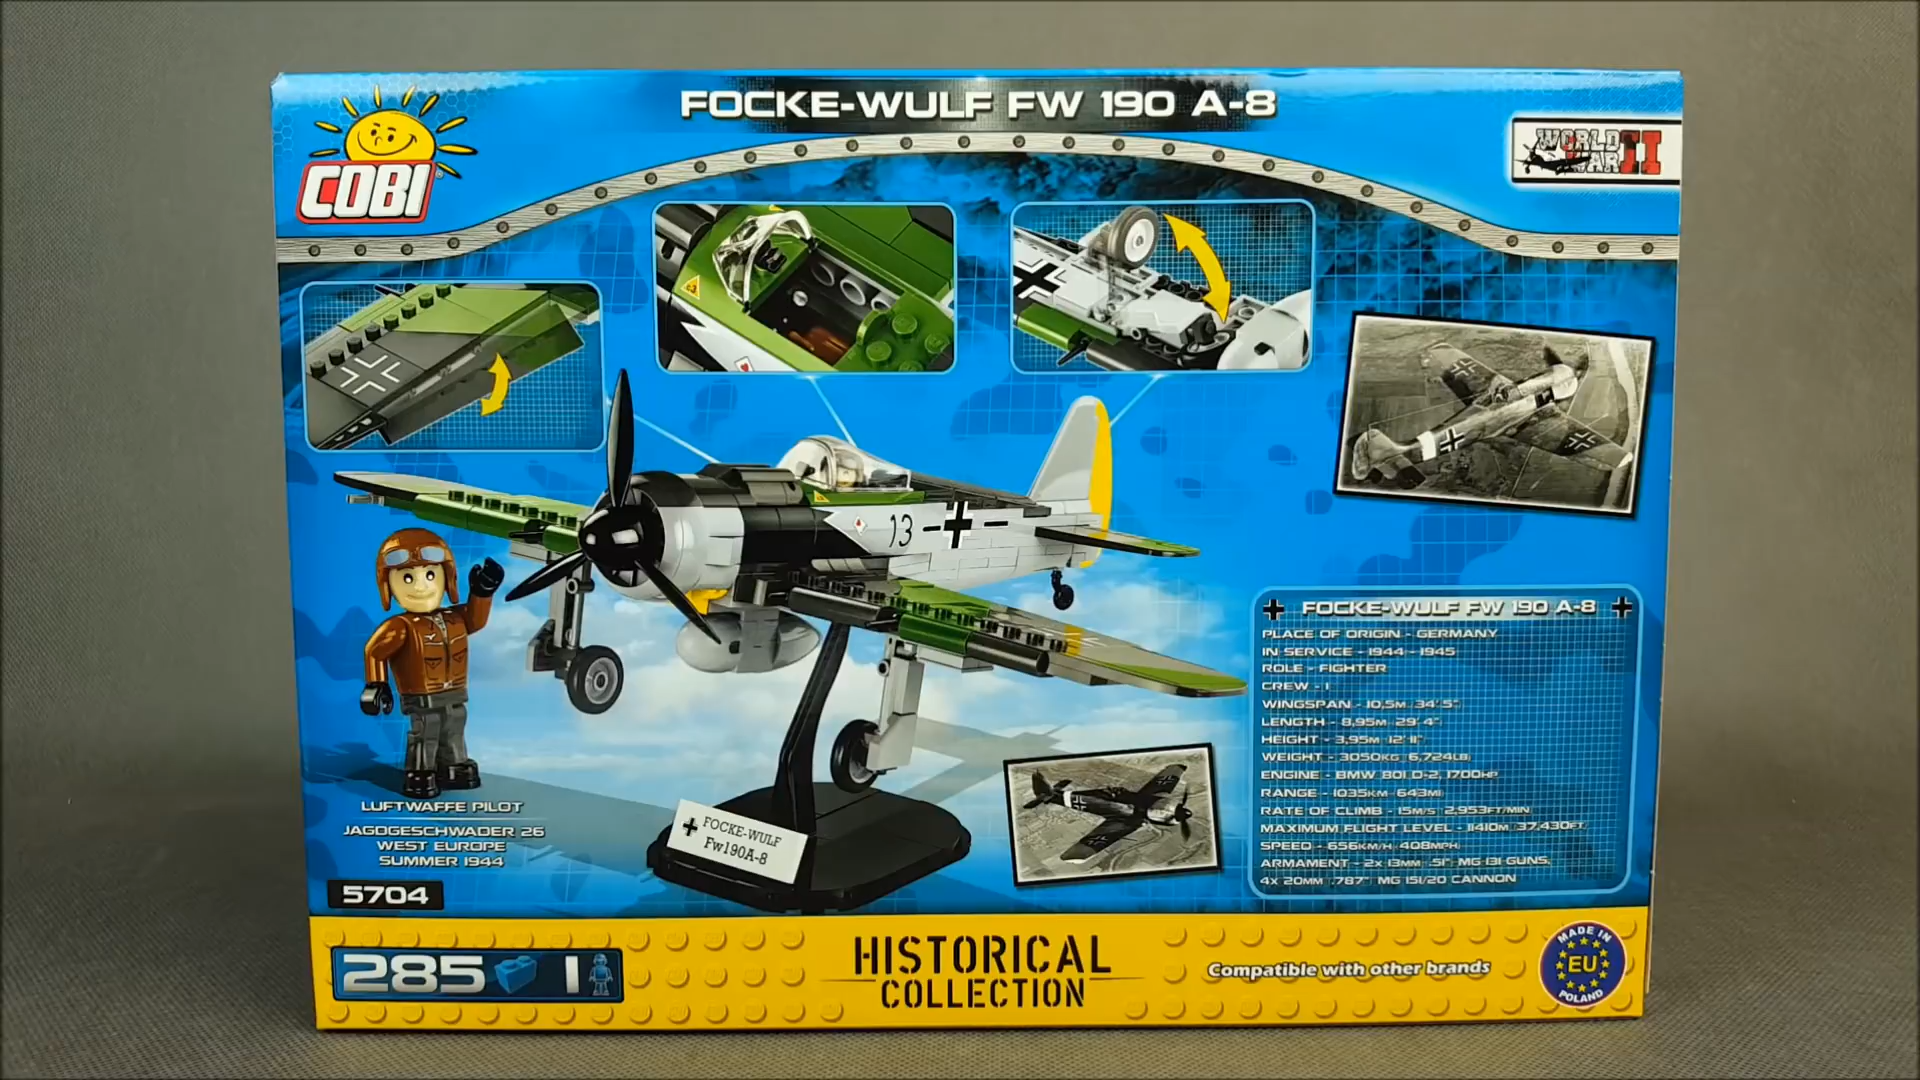 FOCKE-WULF FW 190 A-8
COBI
WORLD WAR II
13
FOCKE-WULF FW 190 A-8
PLACE OF ORIGIN - GERMANY
IN SERVICE - 1944 - 1945
ROLE - FIGHTER
CREW - 1
WINGSPAN - 10,5M 34' 5"
LENGTH - 8,95M 29' 4"
HEIGHT - 3,95M 12' 11"
WEIGHT - 3050KG 6,724LB
ENGINE - BMW 801 D-2, 1700HP
RANGE - 1035KM 643MI
RATE OF CLIMB - 15M/S 2,953FT/MIN
MAXIMUM FLIGHT LEVEL - 11410M 37,430FT
SPEED - 656KM/H 408MPH
ARMAMENT - 2x 13MM .51" MG 131 GUNS,
4x 20MM .787" MG 151/20 CANNON
LUFTWAFFE PILOT
JAGDGESCHWADER 26
WEST EUROPE
SUMMER 1944
FOCKE-WULF
Fw190A-8
5704
285
1
HISTORICAL
COLLECTION
Compatible with other brands
MADE IN
EU
POLAND